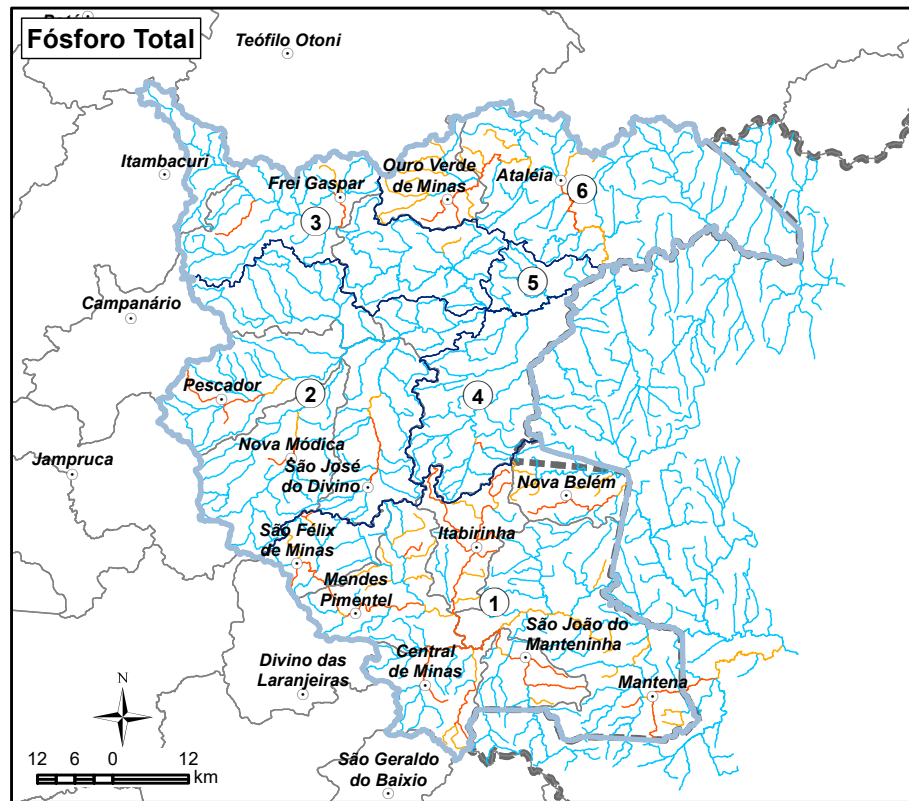 Fósforo Total
Teófilo Otoni
Itambacuri
Frei Gaspar
Ouro Verde
de Minas
Ataléia
6
3
5
Campanário
Pescador
2
4
Nova Módica
São José
do Divino
Jampruca
Nova Belém
São Félix
de Minas
Itabirinha
Mendes
Pimentel
1
São João do
Manteninha
Central
de Minas
Divino das
Laranjeiras
Mantena
N
São Geraldo
do Baixio
12 6 0 12
km